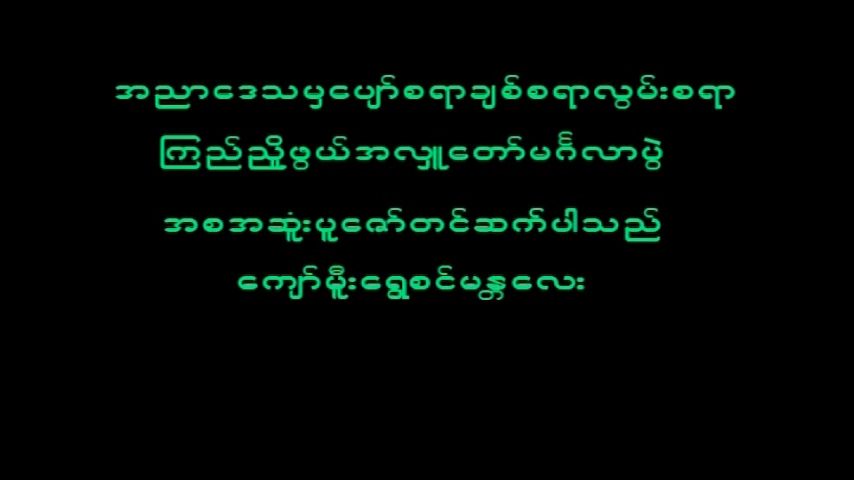 အညာဒေသမှပျော်စရာချစ်စရာလွမ်းစရာ
ကြည်ညှို့ဖွယ်အလှူတော်မင်္ဂလာပွဲ
အစအဆူံးပူဇော်တင်ဆက်ပါသည်
ကျော်မှီးရွှေစင်မန္တလေး